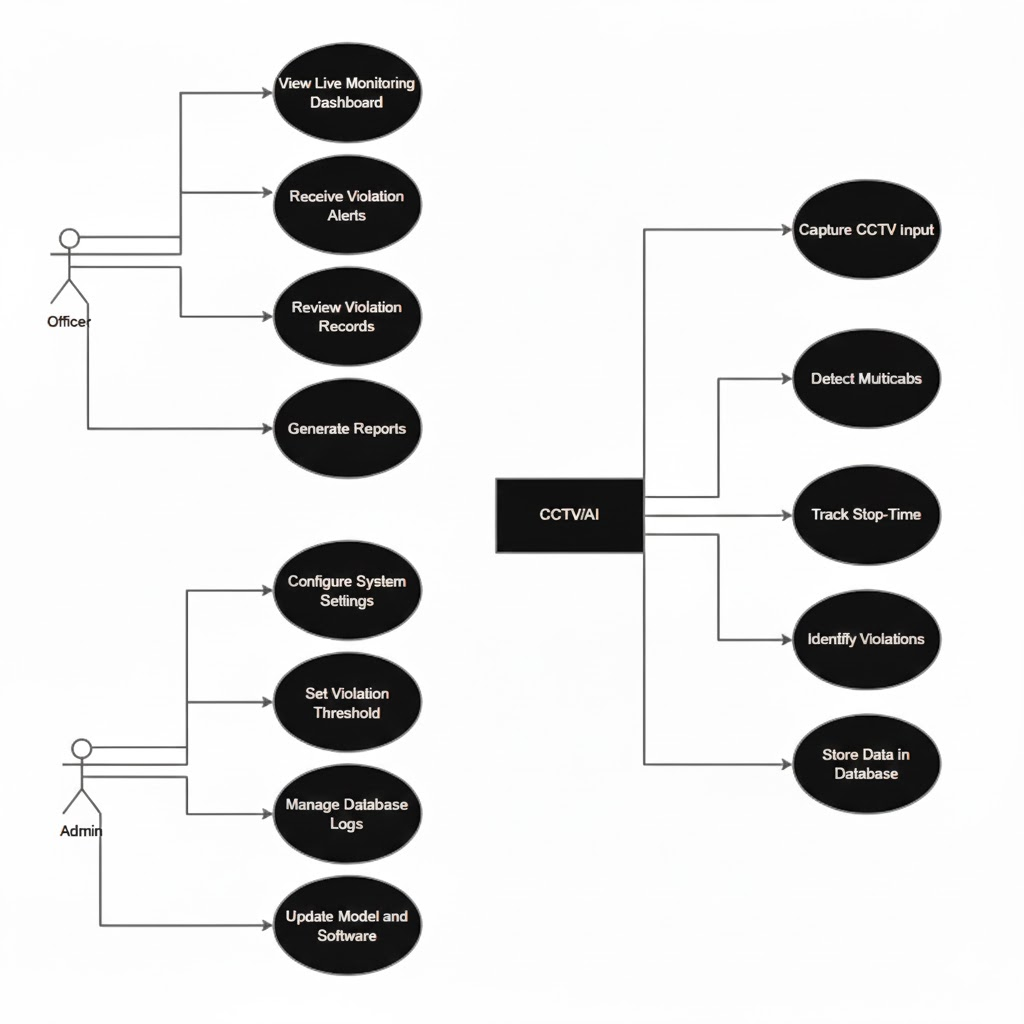 View Live Monitoring
Dashboard
Receive Violation
Alerts
Officer
Review Violation
Records
Generate Reports
Configure System
Settings
Set Violation
Threshold
Admin
Manage Database
Logs
Update Model and
Software
CCTV/AI
Capture CCTV input
Detect Multicabs
Track Stop-Time
Identify Violations
Store Data in
Database